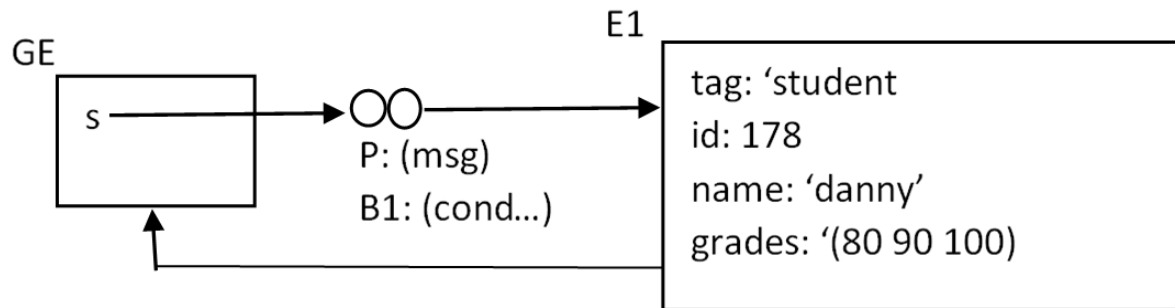 GE
s
P: (msg)
B1: (cond...)
E1
tag: ‘student
id: 178
name: ‘danny’
grades: ‘(80 90 100)